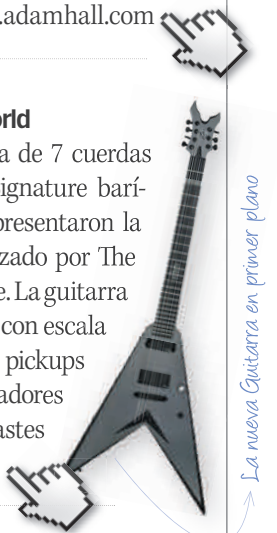 .adamhall.com
orld
a de 7 cuerdas
signature barí-
presentaron la
zado por The
e. La guitarra
con escala
pickups
adores
astes
La nueva Guitarra en primer plano